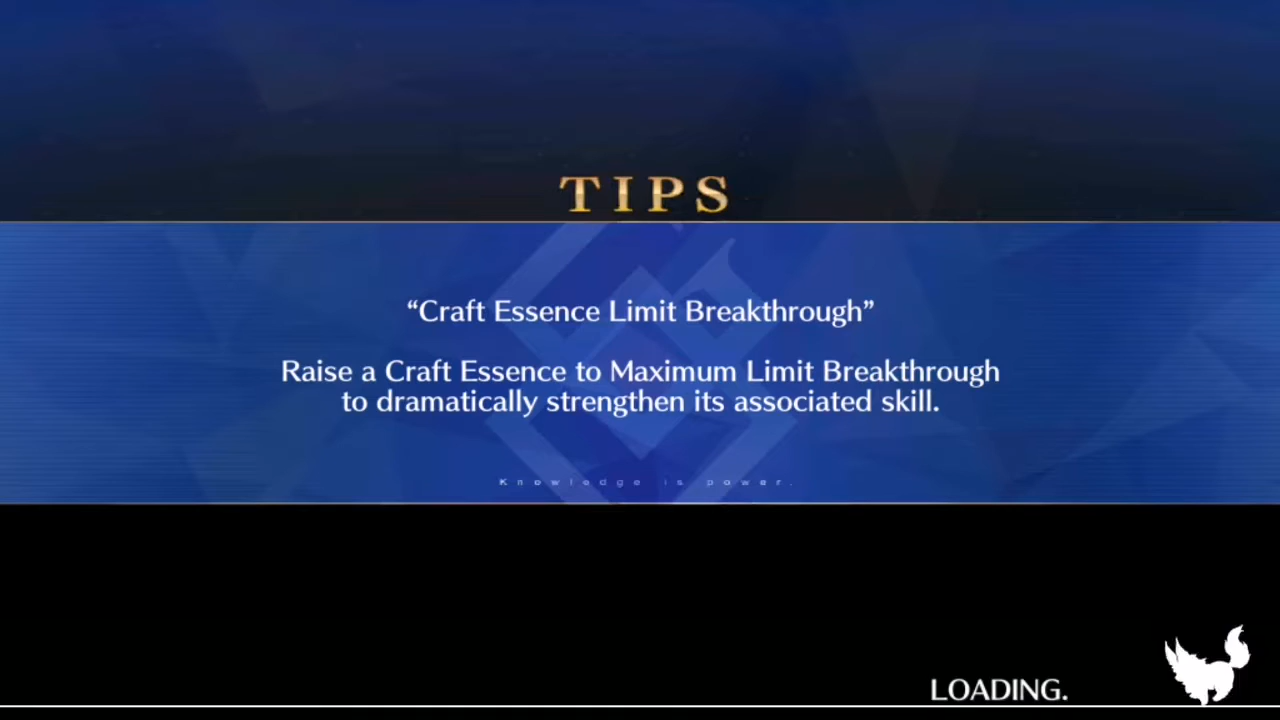 TIPS
“Craft Essence Limit Breakthrough”
Raise a Craft Essence to Maximum Limit Breakthrough
to dramatically strengthen its associated skill.
Knowledge is power.
LOADING.